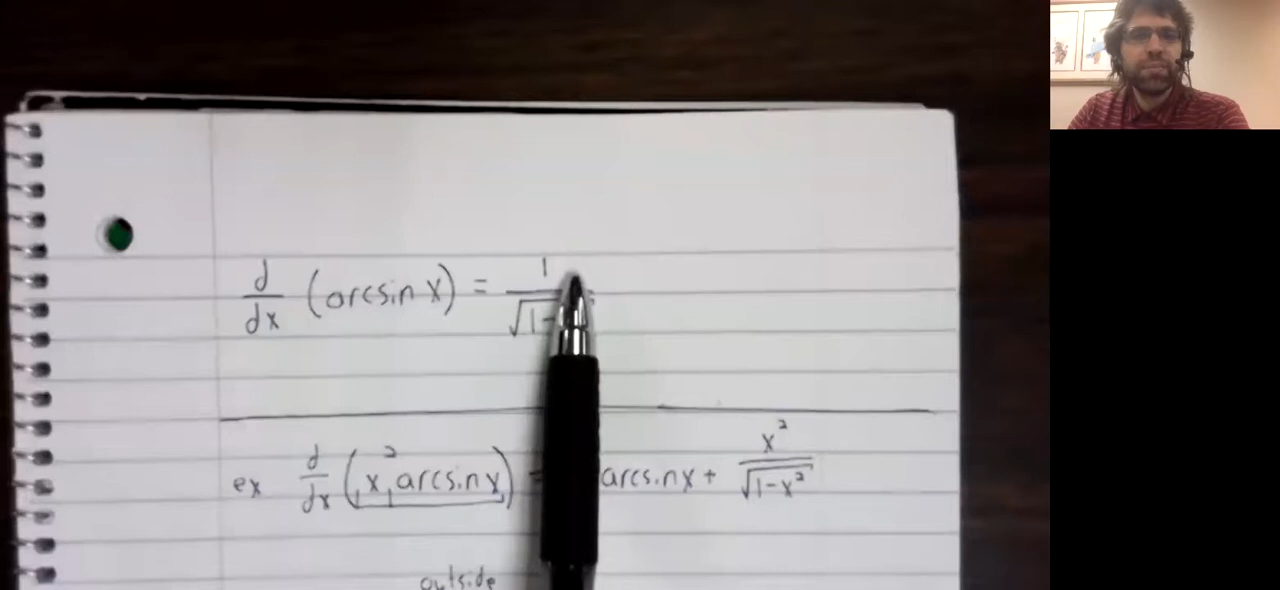 d/dx (arcsin x) = 1/√1-
ex d/dx (x² arcsin x) = arcsin x + x²/√1-x²
outside